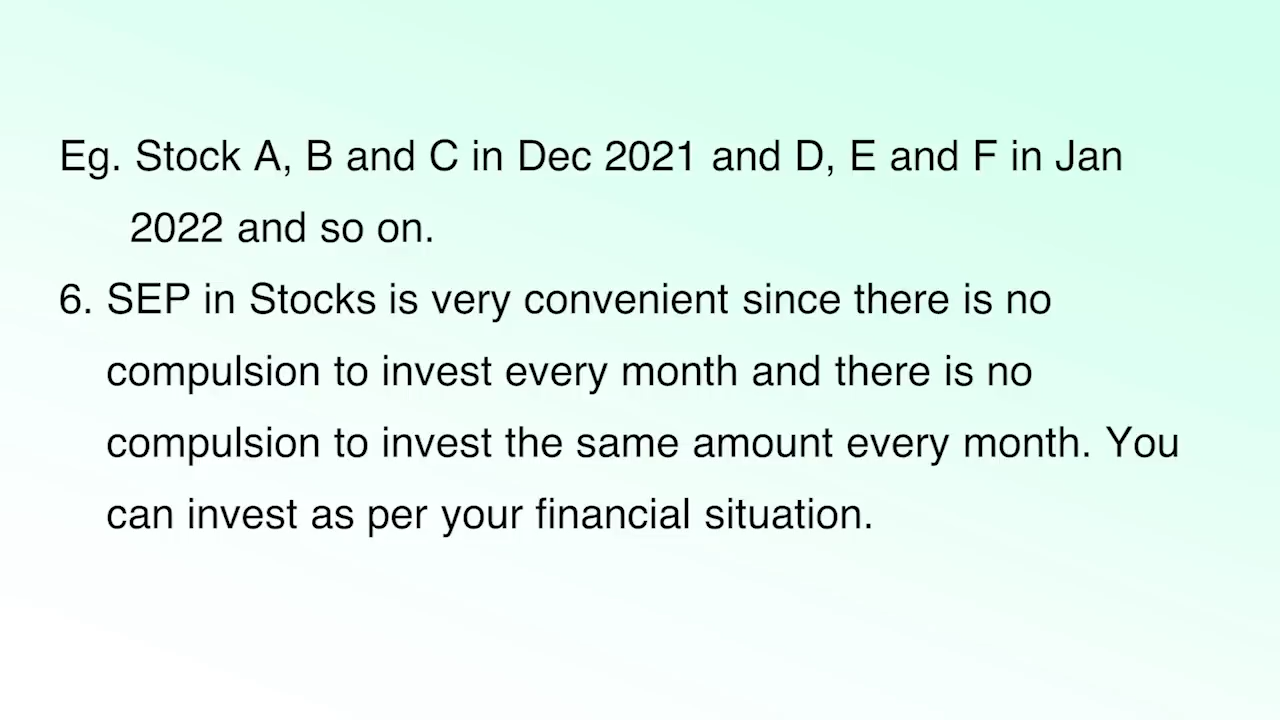 Eg. Stock A, B and C in Dec 2021 and D, E and F in Jan
2022 and so on.
6. SEP in Stocks is very convenient since there is no
compulsion to invest every month and there is no
compulsion to invest the same amount every month. You
can invest as per your financial situation.